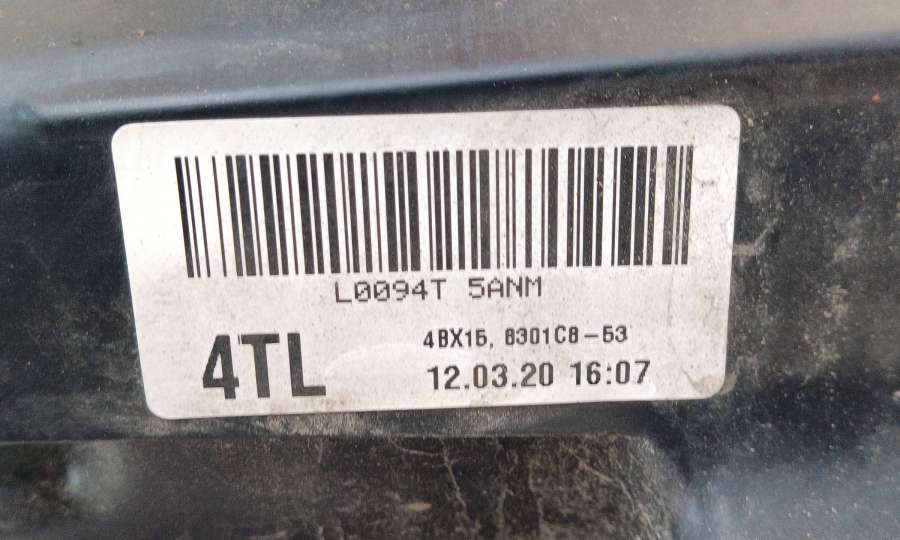 L0094T 5ANM
4TL
4BX15, 8301C8-53
12.03.20 16:07